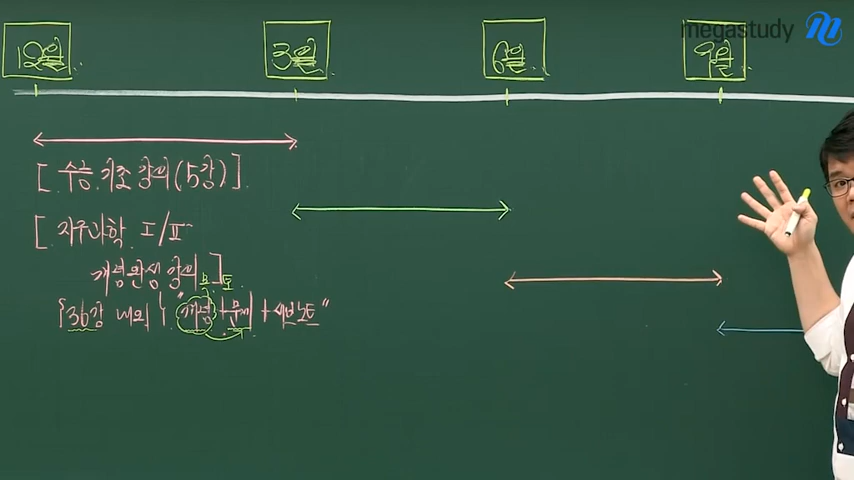 megastudy
12월 3월 6월 9월
[ 수능 기초 강의 (5강) ]
[ 지구과학 I/II
개념완성 강의 ]
{36강 내외} "개념+문제+세변노트"